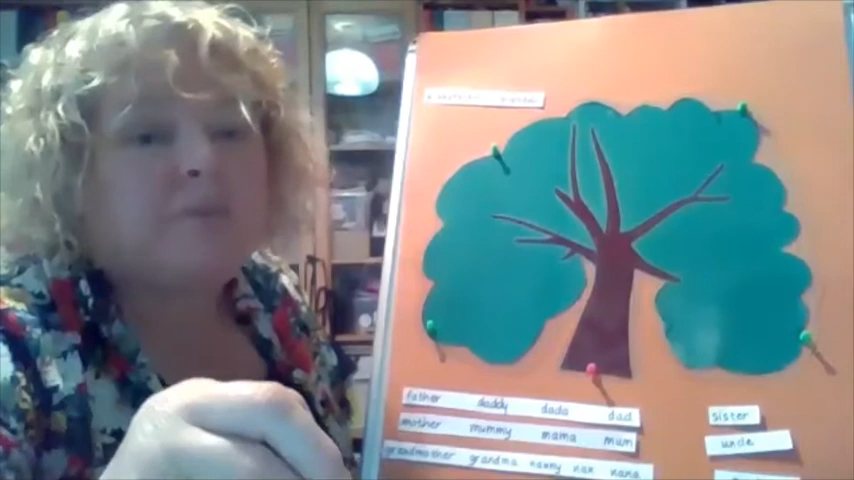 father daddy dada dad
mother mummy mama mum
grandmother grandma nanny nan nana
sister
uncle